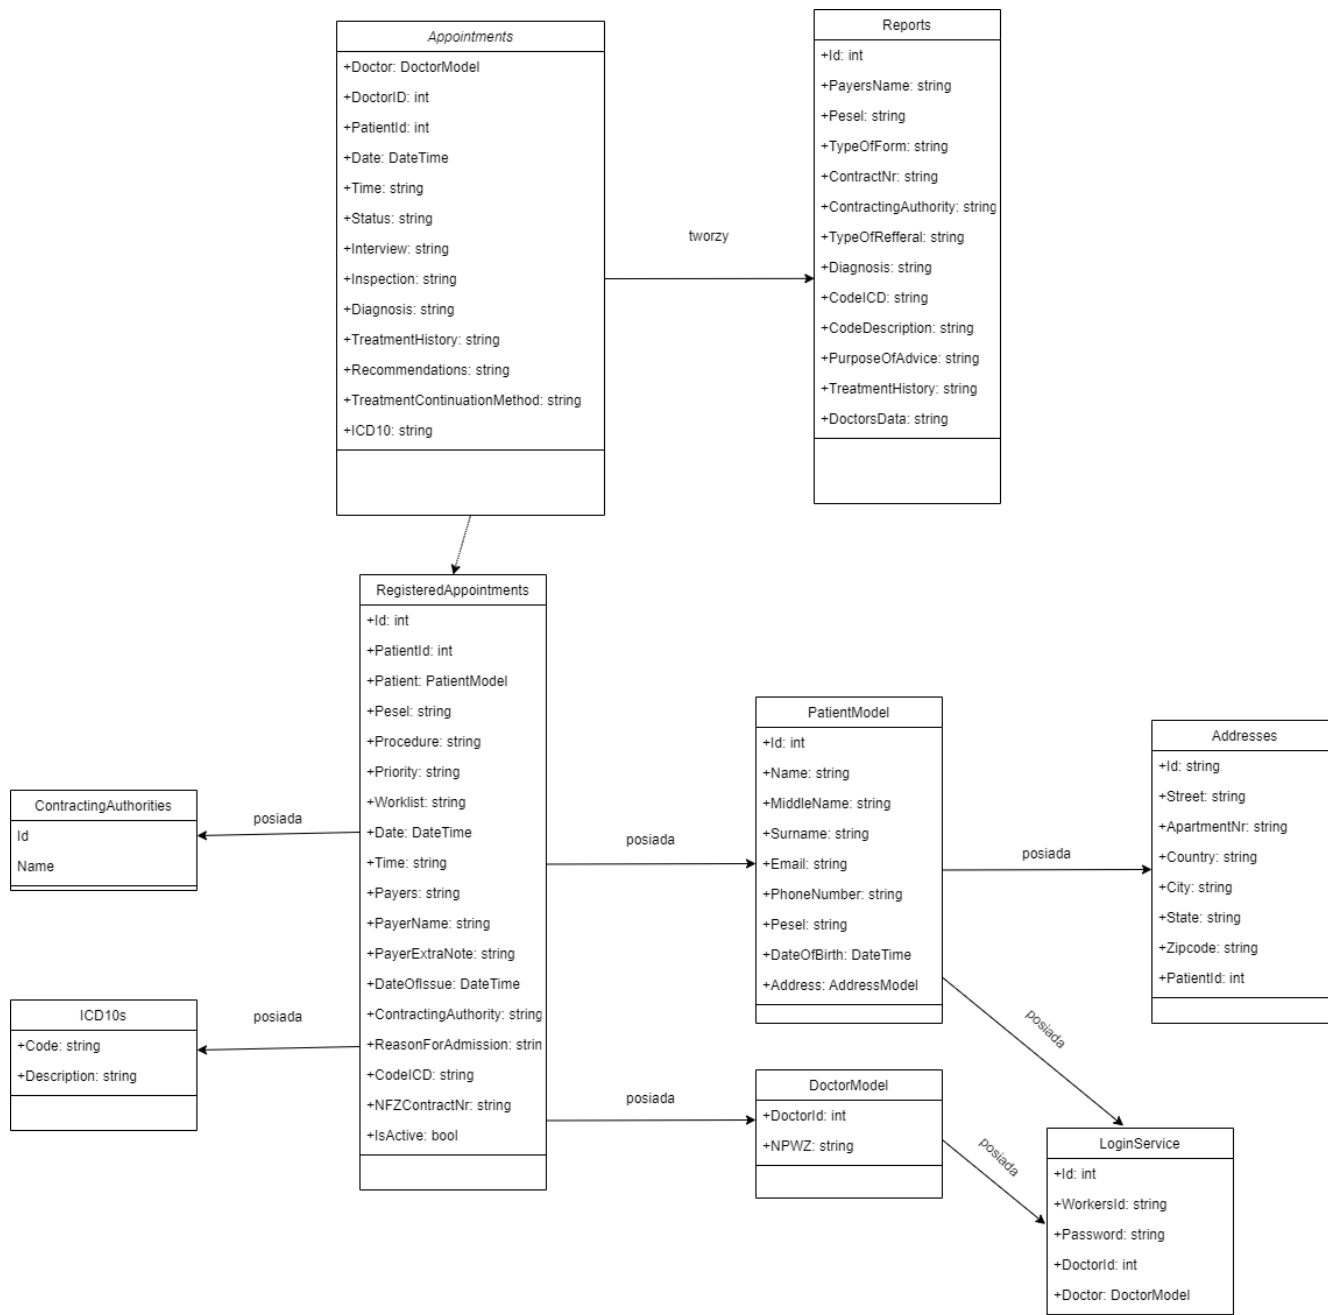 Appointments
+Doctor: DoctorModel
+DoctorID: int
+PatientId: int
+Date: DateTime
+Time: string
+Status: string
+Interview: string
+Inspection: string
+Diagnosis: string
+TreatmentHistory: string
+Recommendations: string
+TreatmentContinuationMethod: string
+ICD10: string
tworzy
Reports
+Id: int
+PayersName: string
+Pesel: string
+TypeOfForm: string
+ContractNr: string
+ContractingAuthority: string
+TypeOfRefferal: string
+Diagnosis: string
+CodeICD: string
+CodeDescription: string
+PurposeOfAdvice: string
+TreatmentHistory: string
+DoctorsData: string
RegisteredAppointments
+Id: int
+PatientId: int
+Patient: PatientModel
+Pesel: string
+Procedure: string
+Priority: string
+Worklist: string
+Date: DateTime
+Time: string
+Payers: string
+PayerName: string
+PayerExtraNote: string
+DateOfIssue: DateTime
+ContractingAuthority: string
+ReasonForAdmission: strin
+CodeICD: string
+NFZContractNr: string
+IsActive: bool
posiada
ContractingAuthorities
Id
Name
posiada
ICD10s
+Code: string
+Description: string
posiada
PatientModel
+Id: int
+Name: string
+MiddleName: string
+Surname: string
+Email: string
+PhoneNumber: string
+Pesel: string
+DateOfBirth: DateTime
+Address: AddressModel
posiada
Addresses
+Id: string
+Street: string
+ApartmentNr: string
+Country: string
+City: string
+State: string
+Zipcode: string
+PatientId: int
posiada
posiada
DoctorModel
+DoctorId: int
+NPWZ: string
posiada
LoginService
+Id: int
+WorkersId: string
+Password: string
+DoctorId: int
+Doctor: DoctorModel